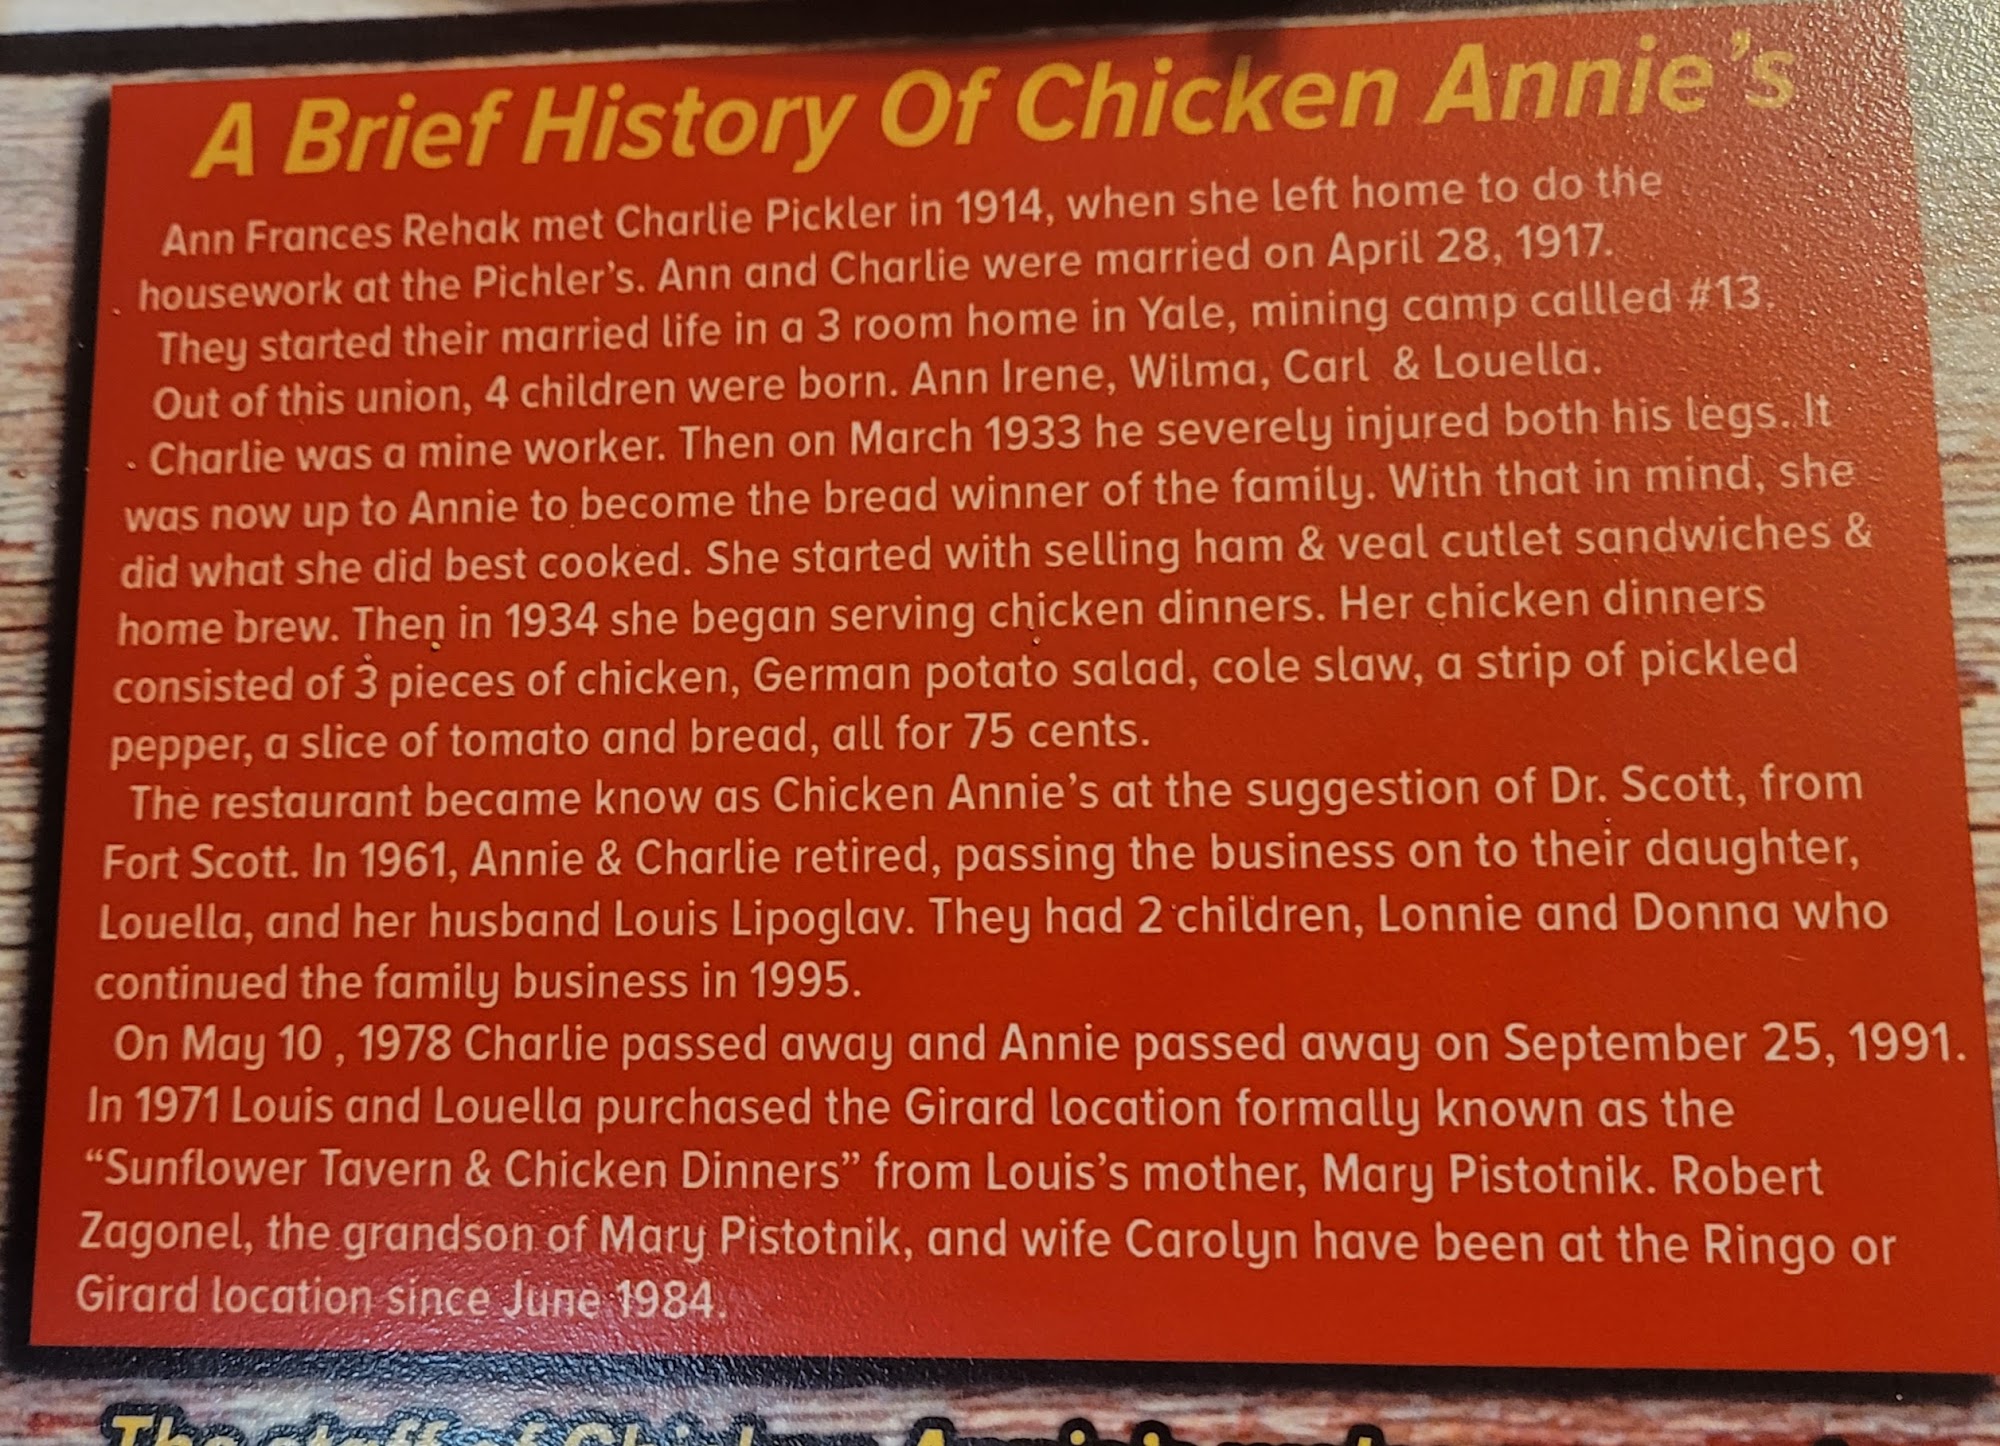 A Brief History Of Chicken Annie's
Ann Frances Rehak met Charlie Pickler in 1914, when she left home to do the
housework at the Pichler's. Ann and Charlie were married on April 28, 1917.
They started their married life in a 3 room home in Yale, mining camp callled #13.
Out of this union, 4 children were born. Ann Irene, Wilma, Carl & Louella.
Charlie was a mine worker. Then on March 1933 he severely injured both his legs. It
was now up to Annie to become the bread winner of the family. With that in mind, she
did what she did best cooked. She started with selling ham & veal cutlet sandwiches &
home brew. Then in 1934 she began serving chicken dinners. Her chicken dinners
consisted of 3 pieces of chicken, German potato salad, cole slaw, a strip of pickled
pepper, a slice of tomato and bread, all for 75 cents.
The restaurant became know as Chicken Annie's at the suggestion of Dr. Scott, from
Fort Scott. In 1961, Annie & Charlie retired, passing the business on to their daughter,
Louella, and her husband Louis Lipoglav. They had 2 children, Lonnie and Donna who
continued the family business in 1995.
On May 10 , 1978 Charlie passed away and Annie passed away on September 25, 1991.
In 1971 Louis and Louella purchased the Girard location formally known as the
“Sunflower Tavern & Chicken Dinners” from Louis's mother, Mary Pistotnik. Robert
Zagonel, the grandson of Mary Pistotnik, and wife Carolyn have been at the Ringo or
Girard location since June 1984.
The staff of Chicken Annie's